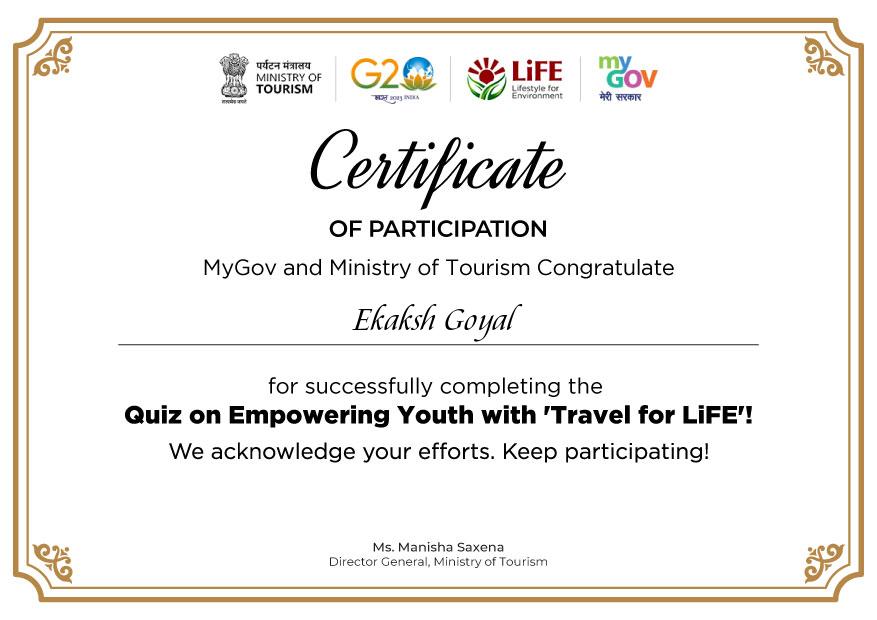 पर्यटन मंत्रालय
MINISTRY OF
TOURISM
सत्यमेव जयते
G20
भारत 2023 INDIA
LiFE
Lifestyle for
Environment
my
GOV
मेरी सरकार
Certificate
OF PARTICIPATION
MyGov and Ministry of Tourism Congratulate
Ekaksh Goyal
for successfully completing the
Quiz on Empowering Youth with 'Travel for LiFE'!
We acknowledge your efforts. Keep participating!
Ms. Manisha Saxena
Director General, Ministry of Tourism